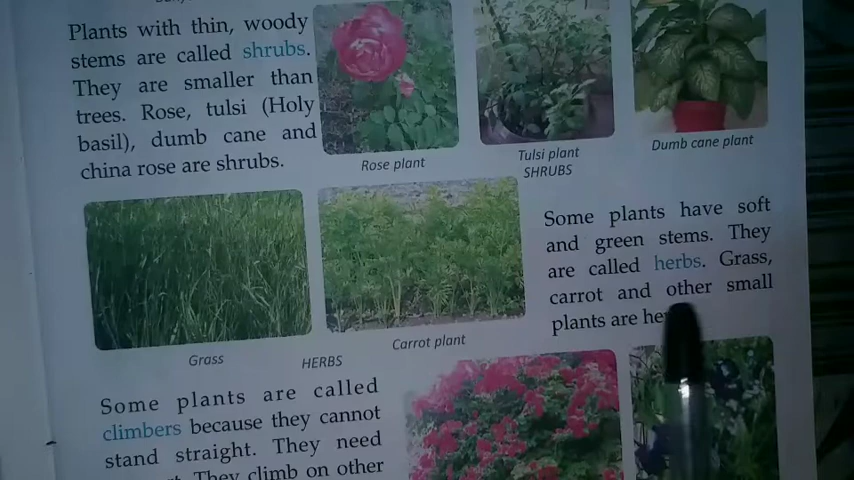 Plants with thin, woody
stems are called shrubs.
They are smaller than
trees. Rose, tulsi (Holy
basil), dumb cane and
china rose are shrubs.
Rose plant
Tulsi plant
SHRUBS
Dumb cane plant
Some plants have soft
and green stems. They
are called herbs. Grass,
carrot and other small
plants are
Grass
HERBS
Carrot plant
Some plants are called
climbers because they cannot
stand straight. They need
They climb on other